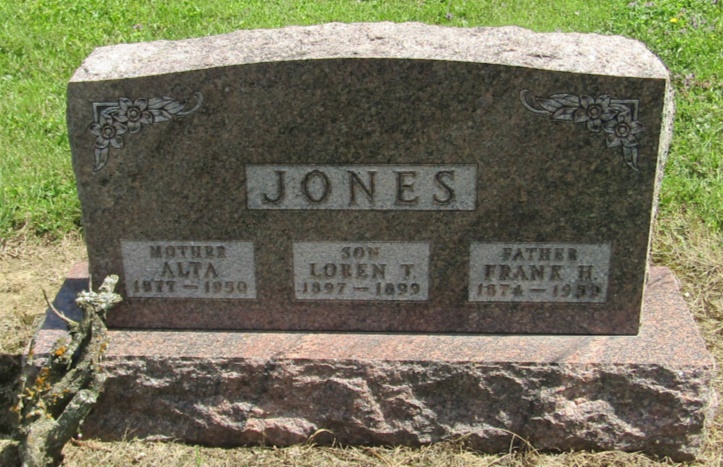 JONES
MOTHER
ALTA
1877 — 1950
SON
LOREN T.
1897 — 1899
FATHER
FRANK H.
1874 — 1959